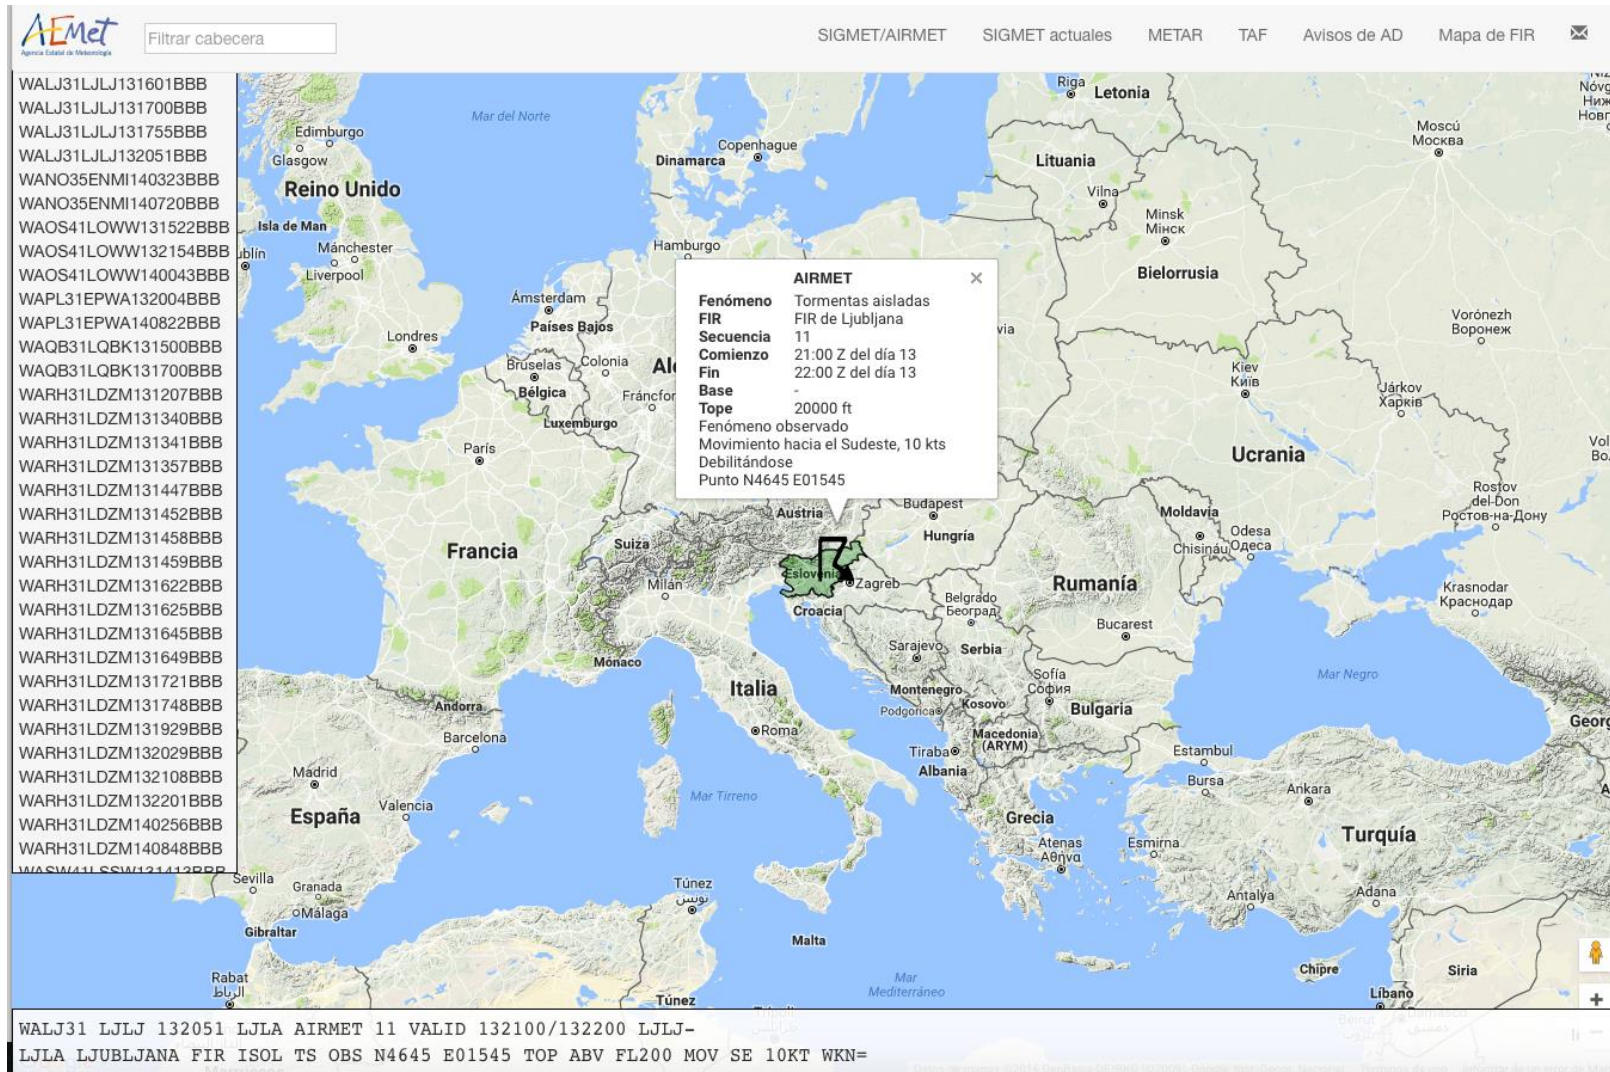 AEMet
Agencia Estatal de Meteorología
Filtrar cabecera
SIGMET/AIRMET
SIGMET actuales
METAR
TAF
Avisos de AD
Mapa de FIR
WALJ31LJLJ131601BBB
WALJ31LJLJ131700BBB
WALJ31LJLJ131755BBB
WALJ31LJLJ132051BBB
WANO35ENMI140323BBB
WANO35ENMI140720BBB
WAOS41LOWW131522BBB
WAOS41LOWW132154BBB
WAOS41LOWW140043BBB
WAPL31EPWA132004BBB
WAPL31EPWA140822BBB
WAQB31LQBK131500BBB
WAQB31LQBK131700BBB
WARH31LDZM131207BBB
WARH31LDZM131340BBB
WARH31LDZM131341BBB
WARH31LDZM131357BBB
WARH31LDZM131447BBB
WARH31LDZM131452BBB
WARH31LDZM131458BBB
WARH31LDZM131459BBB
WARH31LDZM131622BBB
WARH31LDZM131625BBB
WARH31LDZM131645BBB
WARH31LDZM131649BBB
WARH31LDZM131721BBB
WARH31LDZM131748BBB
WARH31LDZM131929BBB
WARH31LDZM132029BBB
WARH31LDZM132108BBB
WARH31LDZM132201BBB
WARH31LDZM140256BBB
WARH31LDZM140848BBB
WASW41LSSW131413BBB
Mar del Norte
Edimburgo
Glasgow
Reino Unido
Isla de Man
Mánchester
Liverpool
Londres
Dinamarca
Copenhague
Riga
Letonia
Lituania
Vilna
Minsk
Мінск
Bielorrusia
Moscú
Москва
Hamburgo
Ámsterdam
Países Bajos
Bruselas
Bélgica
Colonia
Luxemburgo
París
Francia
Suiza
Milán
Mónaco
Andorra
Barcelona
Madrid
España
Valencia
Sevilla
Granada
Málaga
Gibraltar
Rabat
الرباط
AIRMET
Fenómeno Tormentas aisladas
FIR FIR de Ljubljana
Secuencia 11
Comienzo 21:00 Z del día 13
Fin 22:00 Z del día 13
Base -
Tope 20000 ft
Fenómeno observado
Movimiento hacia el Sudeste, 10 kts
Debilitándose
Punto N4645 E01545
Austria
Budapest
Hungría
Eslovenia
Zagreb
Croacia
Italia
Roma
Mar Tirreno
Belgrado
Београд
Sarajevo
Serbia
Montenegro
Podgorica
Kosovo
Macedonia
(ARYM)
Tiraba
Albania
Grecia
Atenas
Αθήνα
Sofía
София
Bulgaria
Rumanía
Bucarest
Moldavia
Chisináu
Odesa
Одеса
Kiev
Київ
Ucrania
Járkov
Харків
Vorónezh
Воронеж
Rostov
del-Don
Ростов-на-Дону
Krasnodar
Краснодар
Mar Negro
Estambul
Bursa
Ankara
Turquía
Esmirna
Antalya
Adana
Chipre
Siria
Líbano
Túnez
تونس
Malta
Mar
Mediterráneo
Túnez
WALJ31 LJLJ 132051 LJLA AIRMET 11 VALID 132100/132200 LJLJ-
LJLA LJUBLJANA FIR ISOL TS OBS N4645 E01545 TOP ABV FL200 MOV SE 10KT WKN=